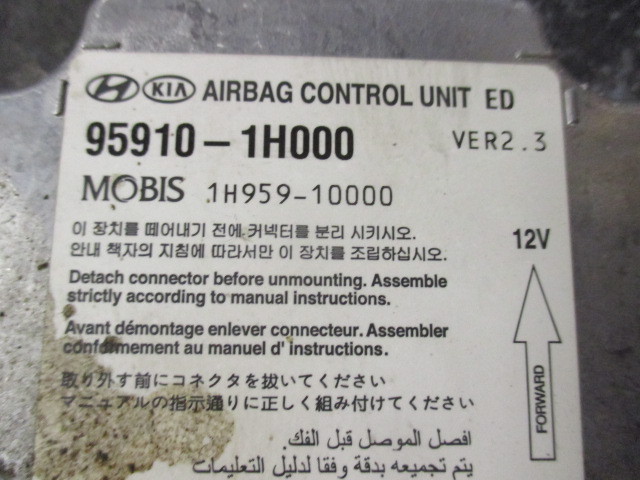 KIA AIRBAG CONTROL UNIT ED
95910-1H000 VER2.3
MOBIS 1H959-10000
이 장치를 떼어내기 전에 커넥터를 분리 시키시오.
안내 책자의 지침에 따라서만 이 장치를 조립하십시오.
12V
Detach connector before unmounting. Assemble
strictly according to manual instructions.
Avant démontage enlever connecteur. Assembler
conformement au manuel d' instructions.
取り外す前にコネクタを抜いてください
マニュアルの指示通りに正しく組み付けてください
افصل الموصل قبل الفك.
يتم تجميعه بدقة وفقا لدليل التعليمات
FORWARD